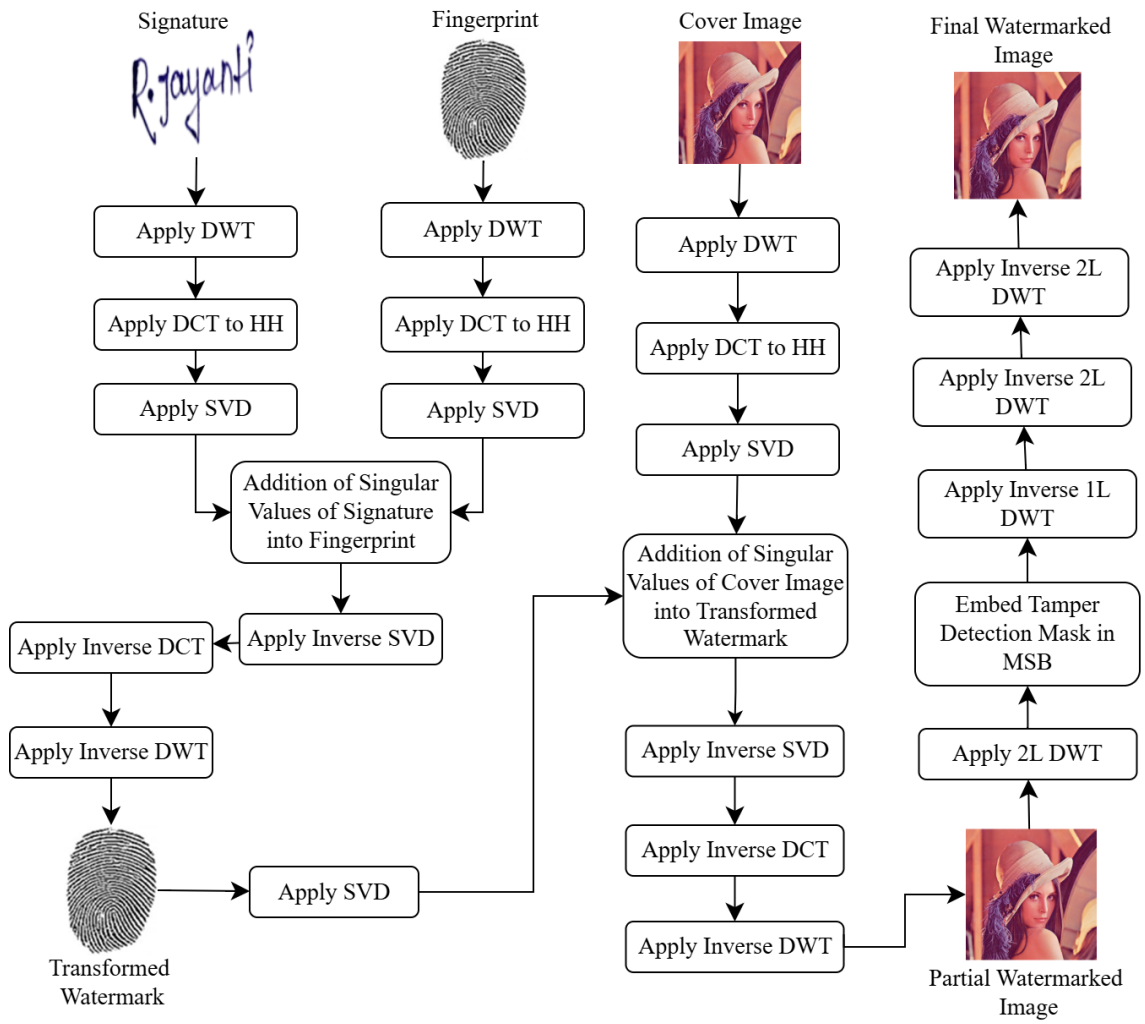 Signature
R.jayanti
Apply DWT
Apply DCT to HH
Apply SVD
Fingerprint
Apply DWT
Apply DCT to HH
Apply SVD
Addition of Singular
Values of Signature
into Fingerprint
Apply Inverse SVD
Apply Inverse DCT
Apply Inverse DWT
Transformed
Watermark
Apply SVD
Cover Image
Apply DWT
Apply DCT to HH
Apply SVD
Addition of Singular
Values of Cover Image
into Transformed
Watermark
Apply Inverse SVD
Apply Inverse DCT
Apply Inverse DWT
Partial Watermarked
Image
Apply 2L DWT
Embed Tamper
Detection Mask in
MSB
Apply Inverse 1L
DWT
Apply Inverse 2L
DWT
Apply Inverse 2L
DWT
Final Watermarked
Image